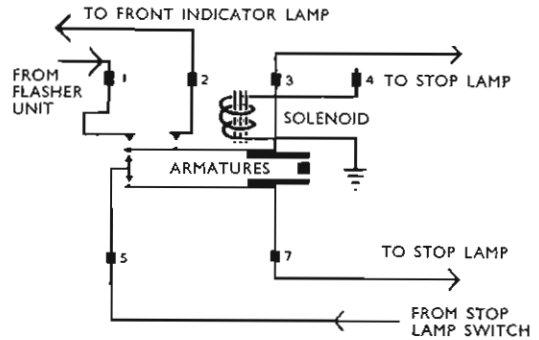 TO FRONT INDICATOR LAMP
FROM
FLASHER
UNIT
1
2
3
4
TO STOP LAMP
SOLENOID
ARMATURES
5
7
TO STOP LAMP
FROM STOP
LAMP SWITCH